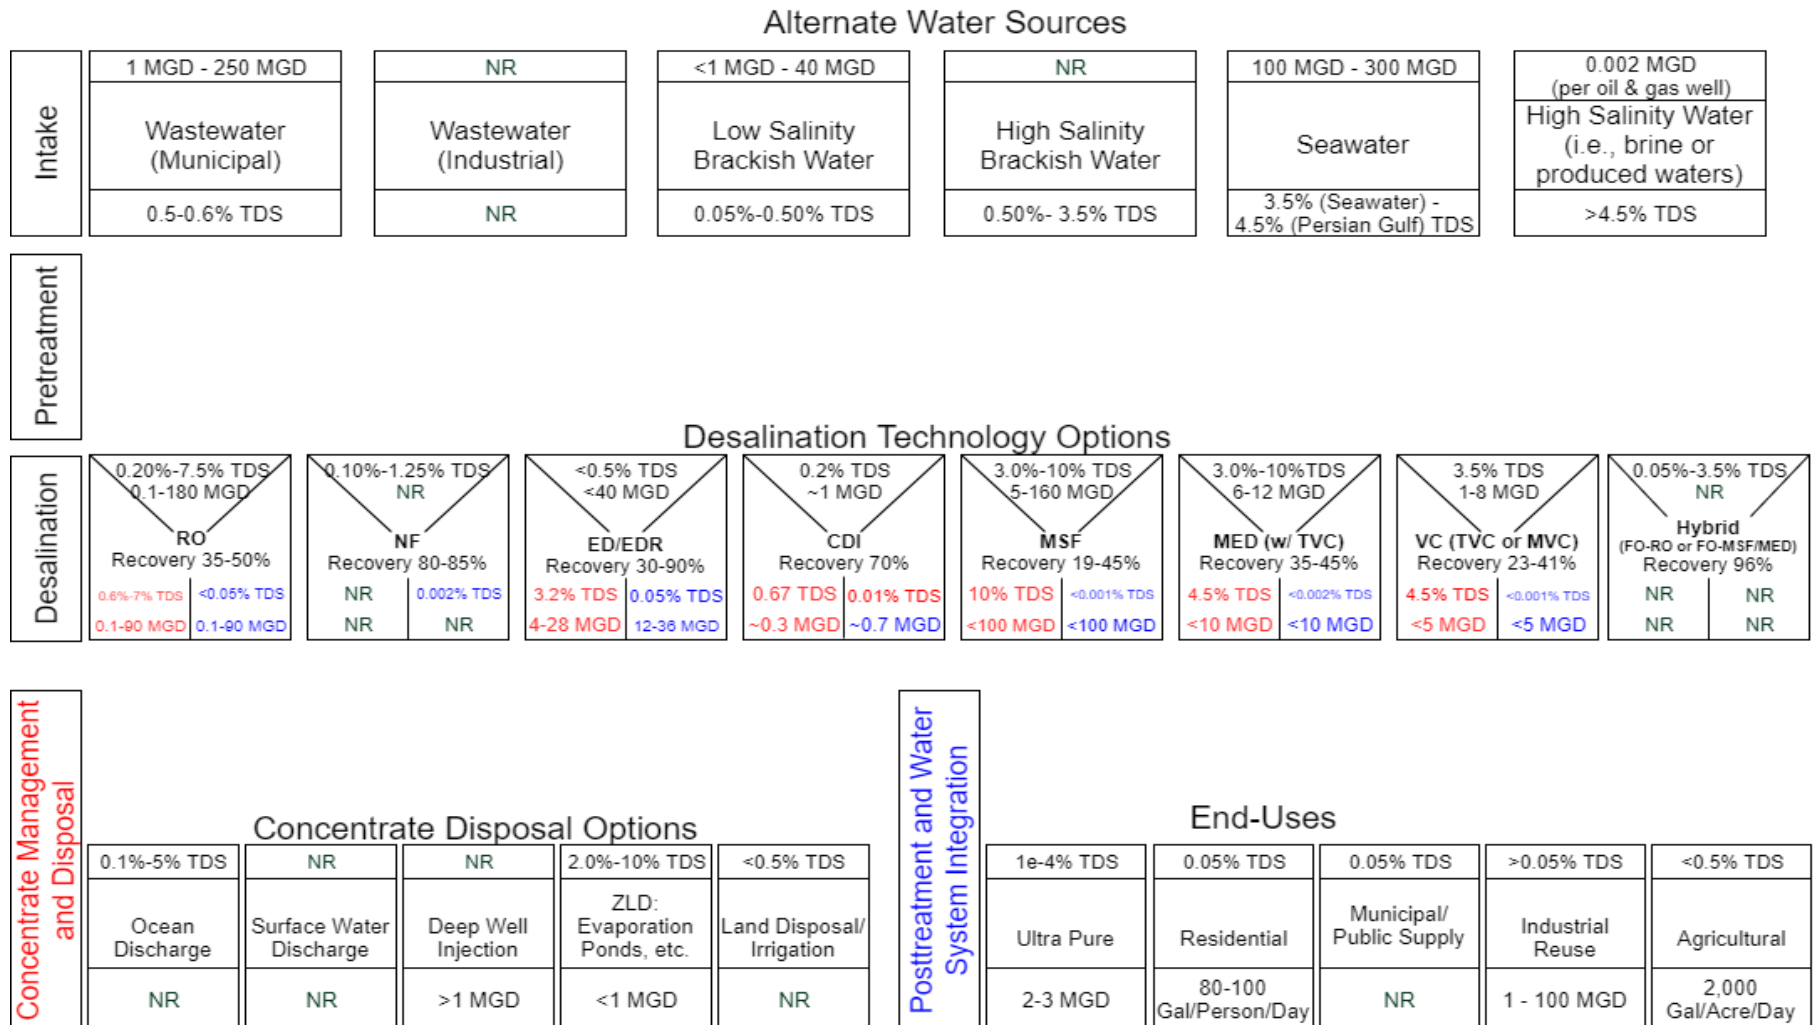 Alternate Water Sources
Intake
1 MGD - 250 MGD
Wastewater
(Municipal)
0.5-0.6% TDS
NR
Wastewater
(Industrial)
NR
<1 MGD - 40 MGD
Low Salinity
Brackish Water
0.05%-0.50% TDS
NR
High Salinity
Brackish Water
0.50%- 3.5% TDS
100 MGD - 300 MGD
Seawater
3.5% (Seawater) -
4.5% (Persian Gulf) TDS
0.002 MGD
(per oil & gas well)
High Salinity Water
(i.e., brine or
produced waters)
>4.5% TDS
Pretreatment
Desalination Technology Options
Desalination
0.20%-7.5% TDS
0.1-180 MGD
RO
Recovery 35-50%
0.6%-7% TDS
<0.05% TDS
0.1-90 MGD
0.1-90 MGD
0.10%-1.25% TDS
NR
NF
Recovery 80-85%
NR
0.002% TDS
NR
NR
<0.5% TDS
<40 MGD
ED/EDR
Recovery 30-90%
3.2% TDS
0.05% TDS
4-28 MGD
12-36 MGD
0.2% TDS
~1 MGD
CDI
Recovery 70%
0.67 TDS
0.01% TDS
~0.3 MGD
~0.7 MGD
3.0%-10% TDS
5-160 MGD
MSF
Recovery 19-45%
10% TDS
<0.001% TDS
<100 MGD
<100 MGD
3.0%-10%TDS
6-12 MGD
MED (w/ TVC)
Recovery 35-45%
4.5% TDS
<0.002% TDS
<10 MGD
<10 MGD
3.5% TDS
1-8 MGD
VC (TVC or MVC)
Recovery 23-41%
4.5% TDS
<0.001% TDS
<5 MGD
<5 MGD
0.05%-3.5% TDS
NR
Hybrid
(FO-RO or FO-MSF/MED)
Recovery 96%
NR
NR
NR
NR
Concentrate Management
and Disposal
Concentrate Disposal Options
0.1%-5% TDS
Ocean
Discharge
NR
NR
Surface Water
Discharge
NR
NR
Deep Well
Injection
>1 MGD
2.0%-10% TDS
ZLD:
Evaporation
Ponds, etc.
<1 MGD
<0.5% TDS
Land Disposal/
Irrigation
NR
Posttreatment and Water
System Integration
End-Uses
1e-4% TDS
Ultra Pure
2-3 MGD
0.05% TDS
Residential
80-100
Gal/Person/Day
0.05% TDS
Municipal/
Public Supply
NR
>0.05% TDS
Industrial
Reuse
1 - 100 MGD
<0.5% TDS
Agricultural
2,000
Gal/Acre/Day